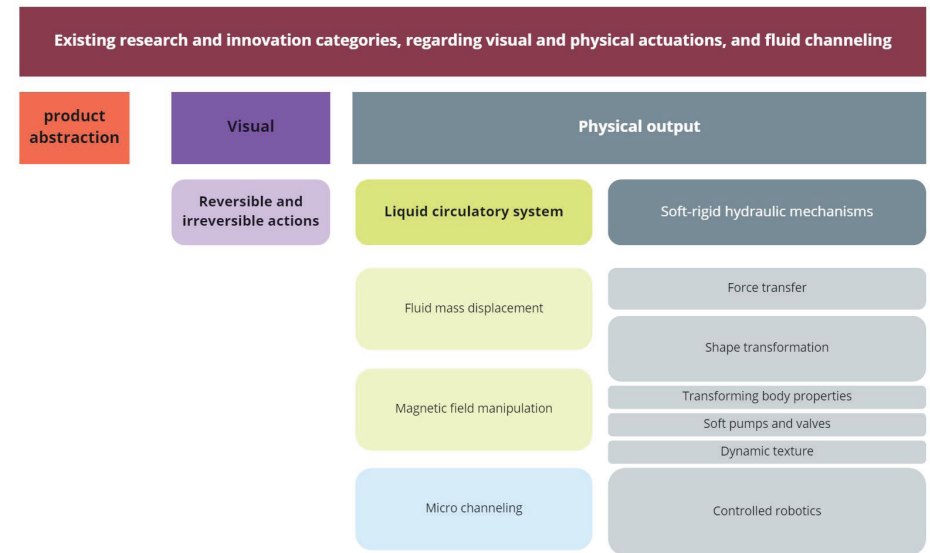 Existing research and innovation categories, regarding visual and physical actuations, and fluid channeling
product
abstraction
Visual
Physical output
Reversible and
irreversible actions
Liquid circulatory system
Soft-rigid hydraulic mechanisms
Fluid mass displacement
Magnetic field manipulation
Micro channeling
Force transfer
Shape transformation
Transforming body properties
Soft pumps and valves
Dynamic texture
Controlled robotics